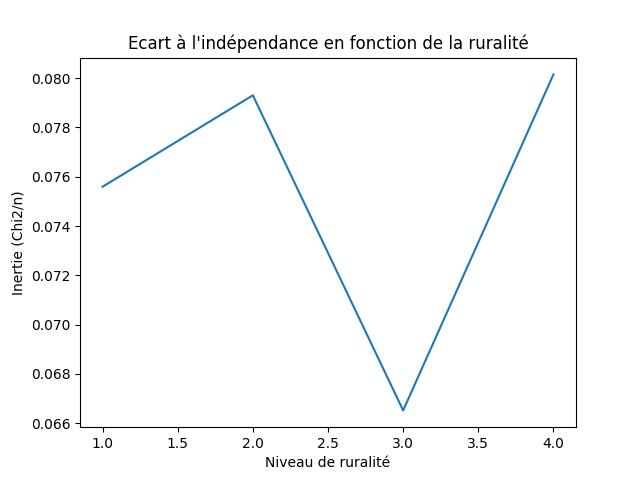 Ecart à l'indépendance en fonction de la ruralité
0.080
0.078
0.076
0.074
0.072
0.070
0.068
0.066
Inertie (Chi2/n)
1.0 1.5 2.0 2.5 3.0 3.5 4.0
Niveau de ruralité